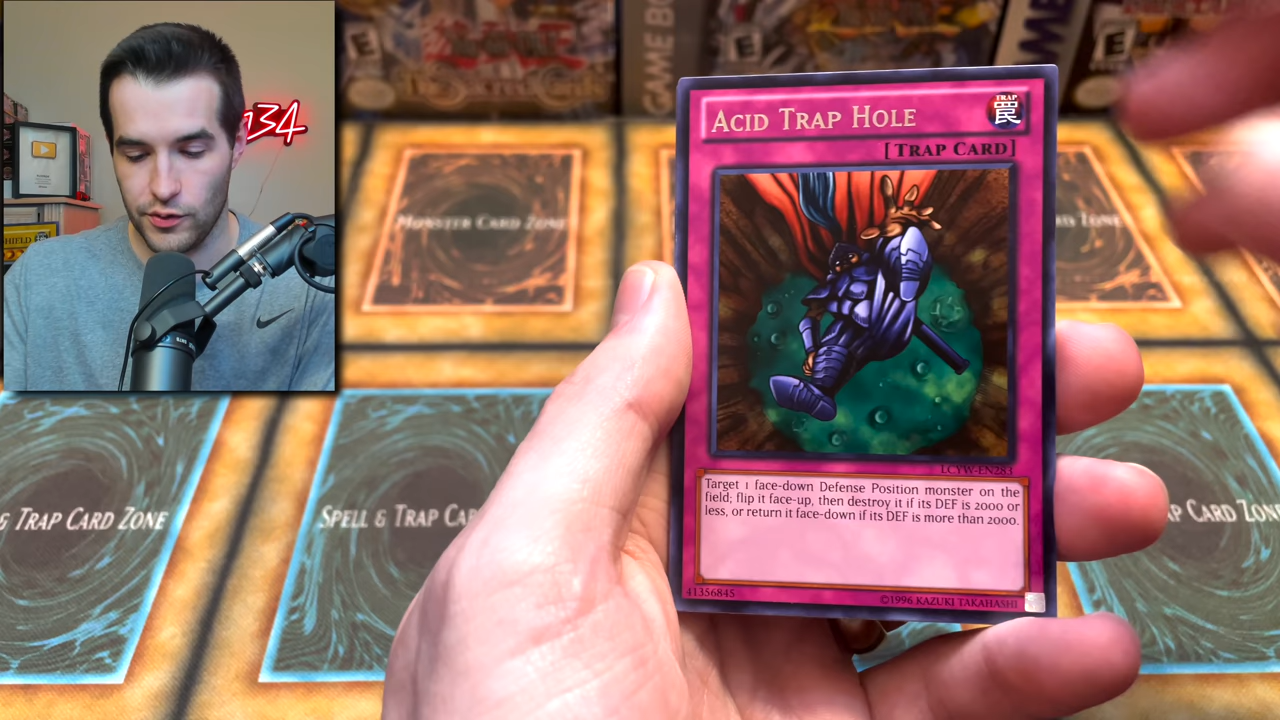 E
GAME BO
E
E
134
SHIELD
MONSTER CARD ZONE
& TRAP CARD ZONE
SPELL & TRAP CAR
AP CARD ZONE
ACID TRAP HOLE
TRAP
罠
[TRAP CARD]
LCYW-EN283
Target 1 face-down Defense Position monster on the
field; flip it face-up, then destroy it if its DEF is 2000 or
less, or return it face-down if its DEF is more than 2000.
41356845
©1996 KAZUKI TAKAHASHI